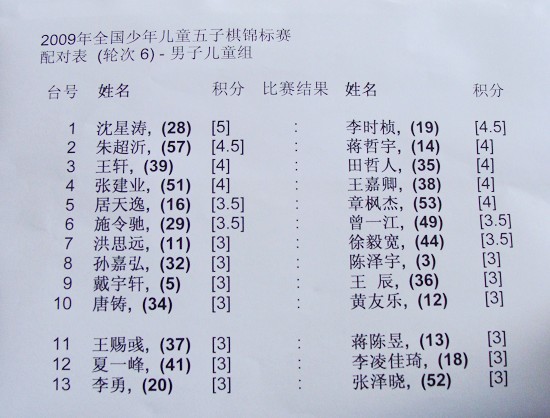 2009年全国少年儿童五子棋锦标赛
配对表 (轮次 6) - 男子儿童组
台号 姓名 积分 比赛结果 姓名 积分
1 沈星涛, (28) [5] : 李时桢, (19) [4.5]
2 朱超沂, (57) [4.5] : 蒋哲宇, (14) [4]
3 王轩, (39) [4] : 田哲人, (35) [4]
4 张建业, (51) [4] : 王嘉卿, (38) [4]
5 居天逸, (16) [3.5] : 章枫杰, (53) [4]
6 施令驰, (29) [3.5] : 曾一江, (49) [3.5]
7 洪思远, (11) [3] : 徐毅宽, (44) [3.5]
8 孙嘉弘, (32) [3] : 陈泽宇, (3) [3]
9 戴宇轩, (5) [3] : 王 辰, (36) [3]
10 唐铸, (34) [3] : 黄友乐, (12) [3]
11 王赐彧, (37) [3] : 蒋陈昱, (13) [3]
12 夏一峰, (41) [3] : 李凌佳琦, (18) [3]
13 李勇, (20) [3] : 张泽晓, (52) [3]